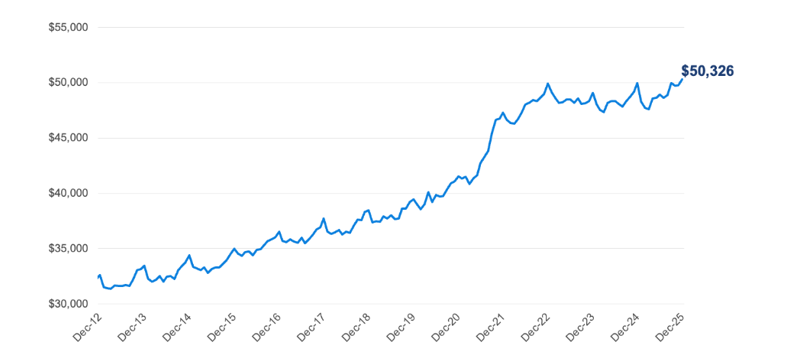 $55,000
$50,326
$50,000
$45,000
$40,000
$35,000
$30,000
Dec-12
Dec-13
Dec-14
Dec-15
Dec-16
Dec-17
Dec-18
Dec-19
Dec-20
Dec-21
Dec-22
Dec-23
Dec-24
Dec-25